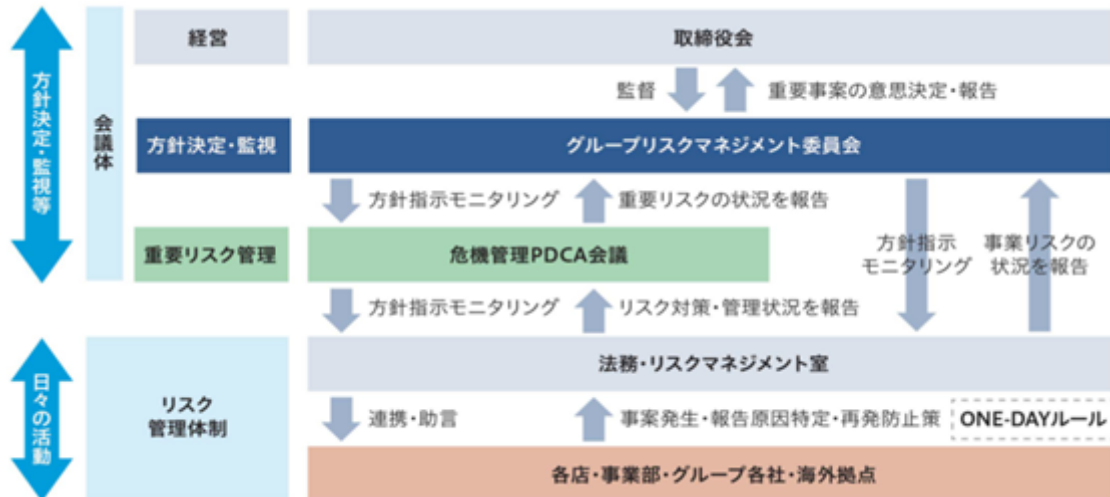 方針決定・監視等
会議体
経営
取締役会
監督
重要事案の意思決定・報告
方針決定・監視
グループリスクマネジメント委員会
方針指示モニタリング
重要リスクの状況を報告
重要リスク管理
危機管理PDCA会議
方針指示
モニタリング
事業リスクの
状況を報告
方針指示モニタリング
リスク対策・管理状況を報告
日々の活動
リスク
管理体制
法務・リスクマネジメント室
連携・助言
事案発生・報告原因特定・再発防止策
ONE-DAYルール
各店・事業部・グループ各社・海外拠点